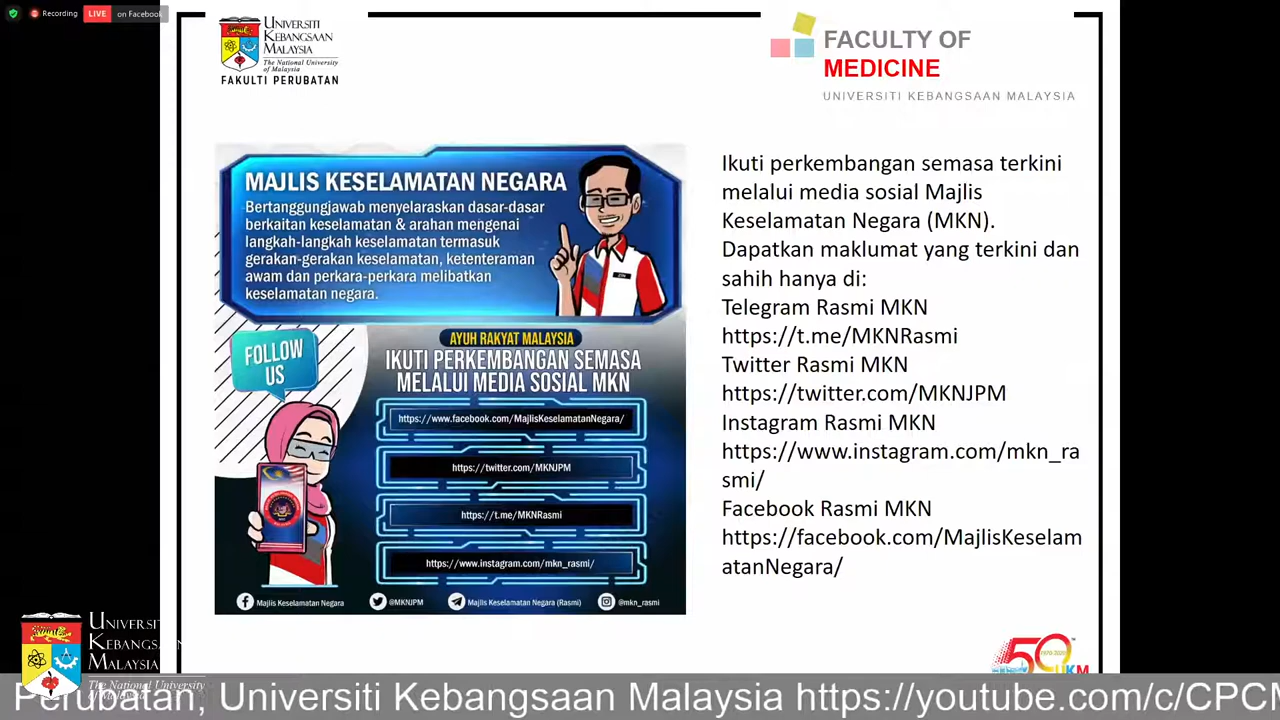 Recording
LIVE
on Facebook
UNIVERSITI
KEBANGSAAN
MALAYSIA
The National University
of Malaysia
FAKULTI PERUBATAN
FACULTY OF
MEDICINE
UNIVERSITI KEBANGSAAN MALAYSIA
MAJLIS KESELAMATAN NEGARA
Bertanggungjawab menyelaraskan dasar-dasar
berkaitan keselamatan & arahan mengenai
langkah-langkah keselamatan termasuk
gerakan-gerakan keselamatan, ketenteraman
awam dan perkara-perkara melibatkan
keselamatan negara.
FOLLOW
US
AYUH RAKYAT MALAYSIA
IKUTI PERKEMBANGAN SEMASA
MELALUI MEDIA SOSIAL MKN
https://www.facebook.com/MajlisKeselamatanNegara/
https://twitter.com/MKNJPM
https://t.me/MKNRasmi
https://www.instagram.com/mkn_rasmi/
Majlis Keselamatan Negara
@MKNJPM
Majlis Keselamatan Negara (Rasmi)
@mkn_rasmi
Ikuti perkembangan semasa terkini
melalui media sosial Majlis
Keselamatan Negara (MKN).
Dapatkan maklumat yang terkini dan
sahih hanya di:
Telegram Rasmi MKN
https://t.me/MKNRasmi
Twitter Rasmi MKN
https://twitter.com/MKNJPM
Instagram Rasmi MKN
https://www.instagram.com/mkn_ra
smi/
Facebook Rasmi MKN
https://facebook.com/MajlisKeselam
atanNegara/
UNIVERSITI
KEBANGSAAN
MALAYSIA
The National University
50
UKM
Perubatan, Universiti Kebangsaan Malaysia https://youtube.com/c/CPCM